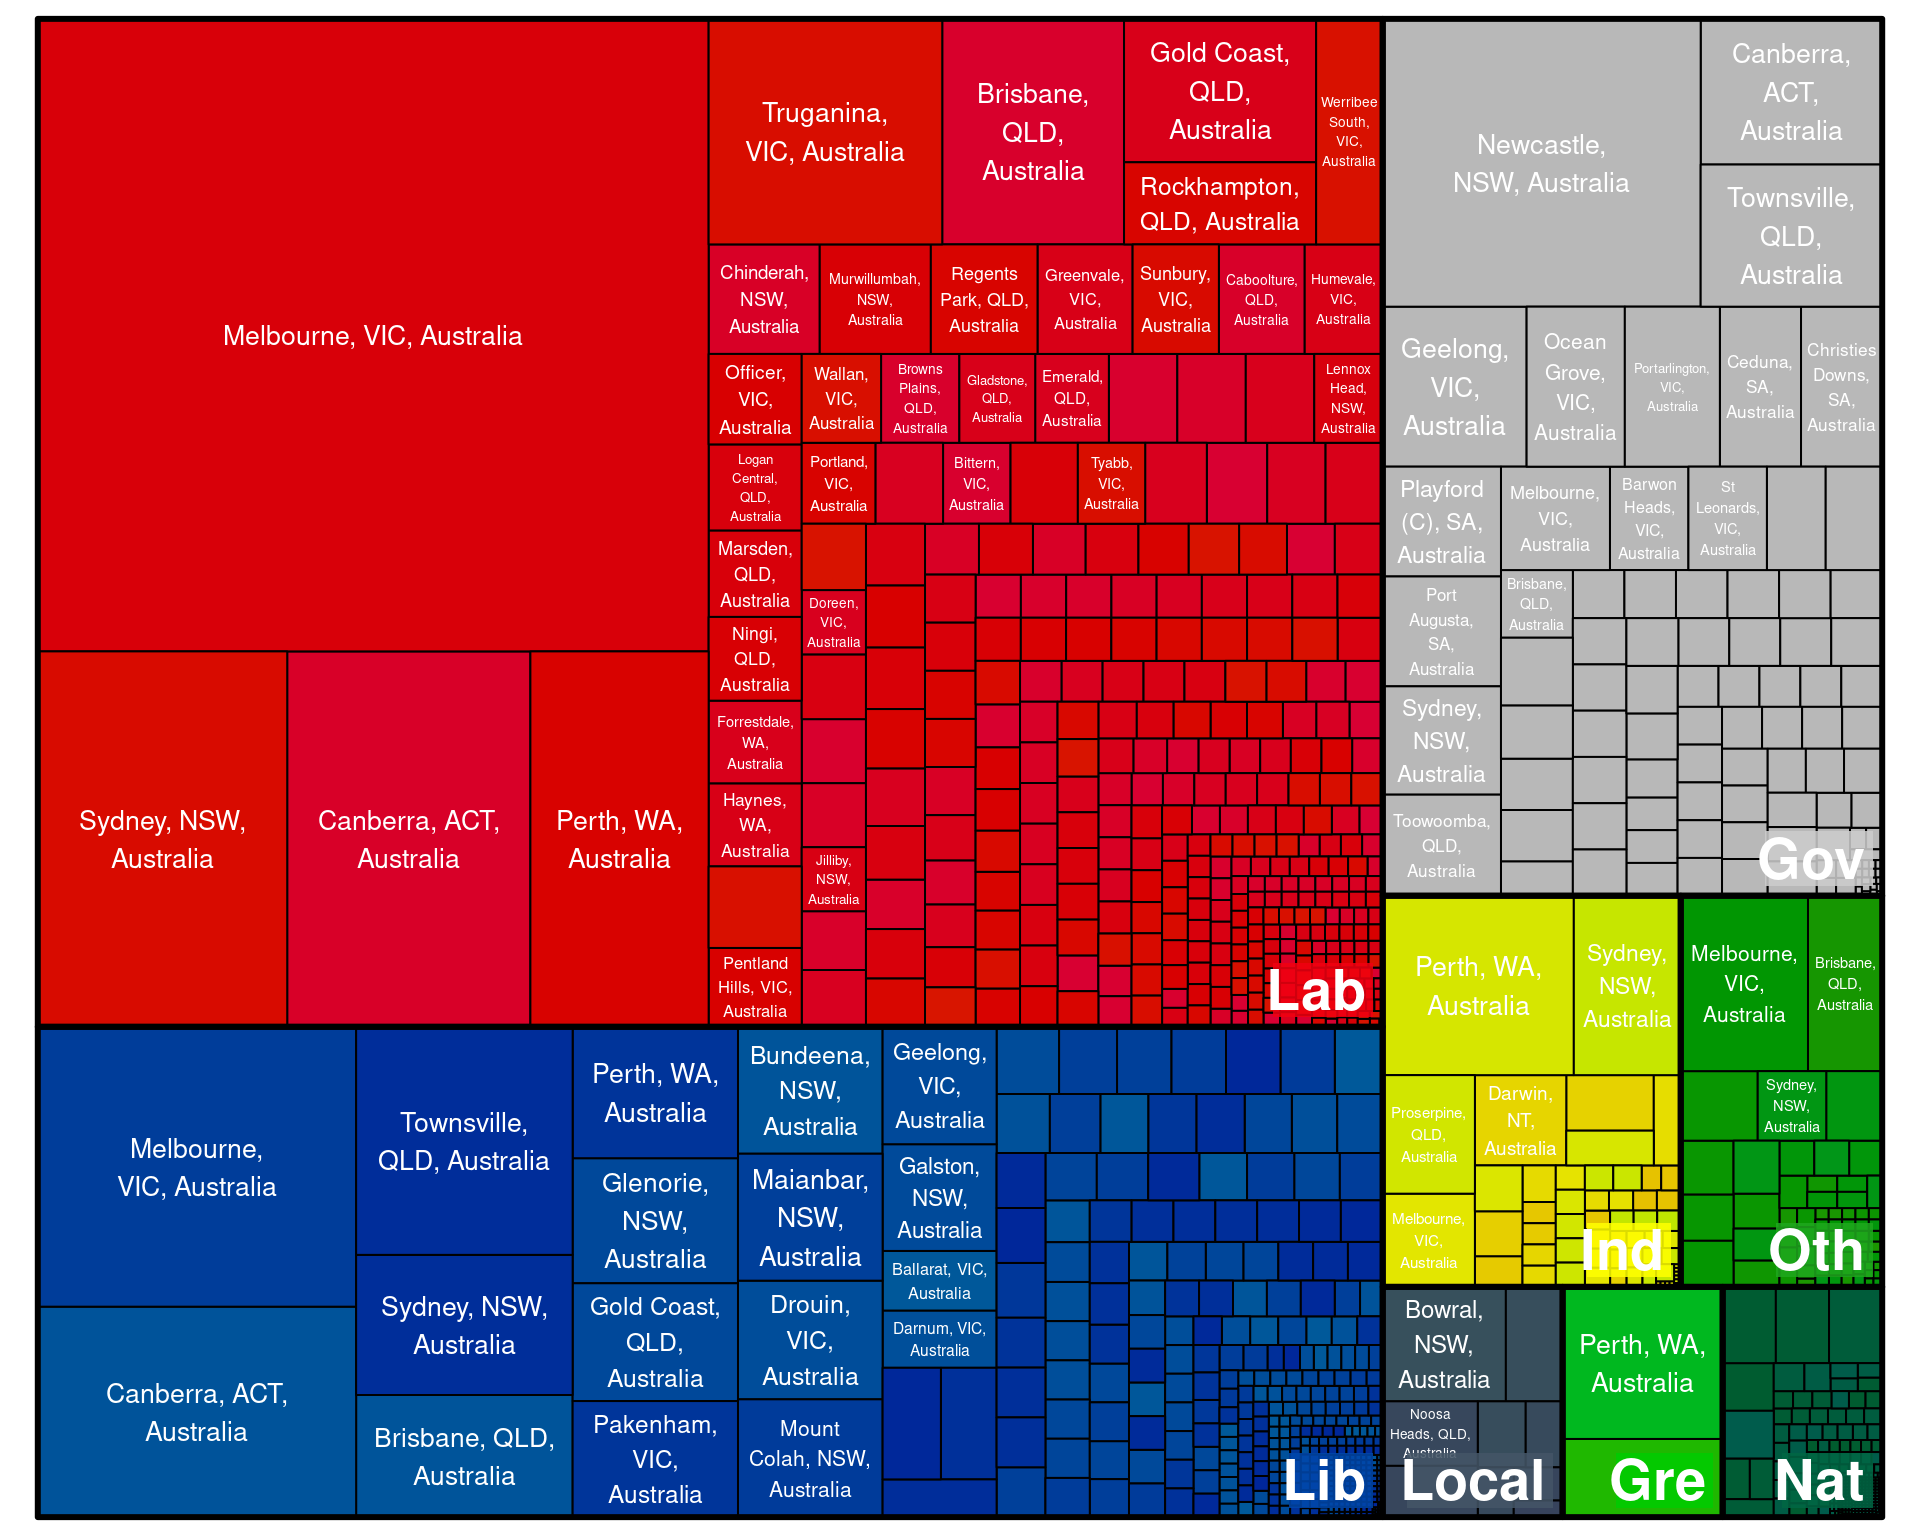 Melbourne, VIC, Australia
Sydney, NSW,
Australia
Canberra, ACT,
Australia
Perth, WA,
Australia
Truganina,
VIC, Australia
Brisbane,
QLD,
Australia
Gold Coast,
QLD,
Australia
Rockhampton,
QLD, Australia
Werribee
South,
VIC,
Australia
Chinderah,
NSW,
Australia
Murwillumbah,
NSW,
Australia
Regents
Park, QLD,
Australia
Greenvale,
VIC,
Australia
Sunbury,
VIC,
Australia
Caboolture,
QLD,
Australia
Humevale,
VIC,
Australia
Officer,
VIC,
Australia
Wallan,
VIC,
Australia
Browns
Plains,
QLD,
Australia
Gladstone,
QLD,
Australia
Emerald,
QLD,
Australia
Lennox
Head,
NSW,
Australia
Logan
Central,
QLD,
Australia
Portland,
VIC,
Australia
Bittern,
VIC,
Australia
Tyabb,
VIC,
Australia
Marsden,
QLD,
Australia
Doreen,
VIC,
Australia
Ningi,
QLD,
Australia
Forrestdale,
WA,
Australia
Haynes,
WA,
Australia
Jilliby,
NSW,
Australia
Pentland
Hills, VIC,
Australia
Lab
Newcastle,
NSW, Australia
Canberra,
ACT,
Australia
Townsville,
QLD,
Australia
Geelong,
VIC,
Australia
Ocean
Grove,
VIC,
Australia
Portarlington,
VIC,
Australia
Ceduna,
SA,
Australia
Christies
Downs,
SA,
Australia
Playford
(C), SA,
Australia
Melbourne,
VIC,
Australia
Barwon
Heads,
VIC,
Australia
St
Leonards,
VIC,
Australia
Port
Augusta,
SA,
Australia
Brisbane,
QLD,
Australia
Sydney,
NSW,
Australia
Toowoomba,
QLD,
Australia
Gov
Perth, WA,
Australia
Sydney,
NSW,
Australia
Proserpine,
QLD,
Australia
Darwin,
NT,
Australia
Melbourne,
VIC,
Australia
Ind
Melbourne,
VIC,
Australia
Brisbane,
QLD,
Australia
Sydney,
NSW,
Australia
Oth
Melbourne,
VIC, Australia
Canberra, ACT,
Australia
Townsville,
QLD, Australia
Sydney, NSW,
Australia
Brisbane, QLD,
Australia
Perth, WA,
Australia
Glenorie,
NSW,
Australia
Gold Coast,
QLD,
Australia
Pakenham,
VIC,
Australia
Bundeena,
NSW,
Australia
Maianbar,
NSW,
Australia
Drouin,
VIC,
Australia
Mount
Colah, NSW,
Australia
Geelong,
VIC,
Australia
Galston,
NSW,
Australia
Ballarat, VIC,
Australia
Darnum, VIC,
Australia
Lib
Bowral,
NSW,
Australia
Noosa
Heads, QLD,
Australia
Local
Perth, WA,
Australia
Gre
Nat